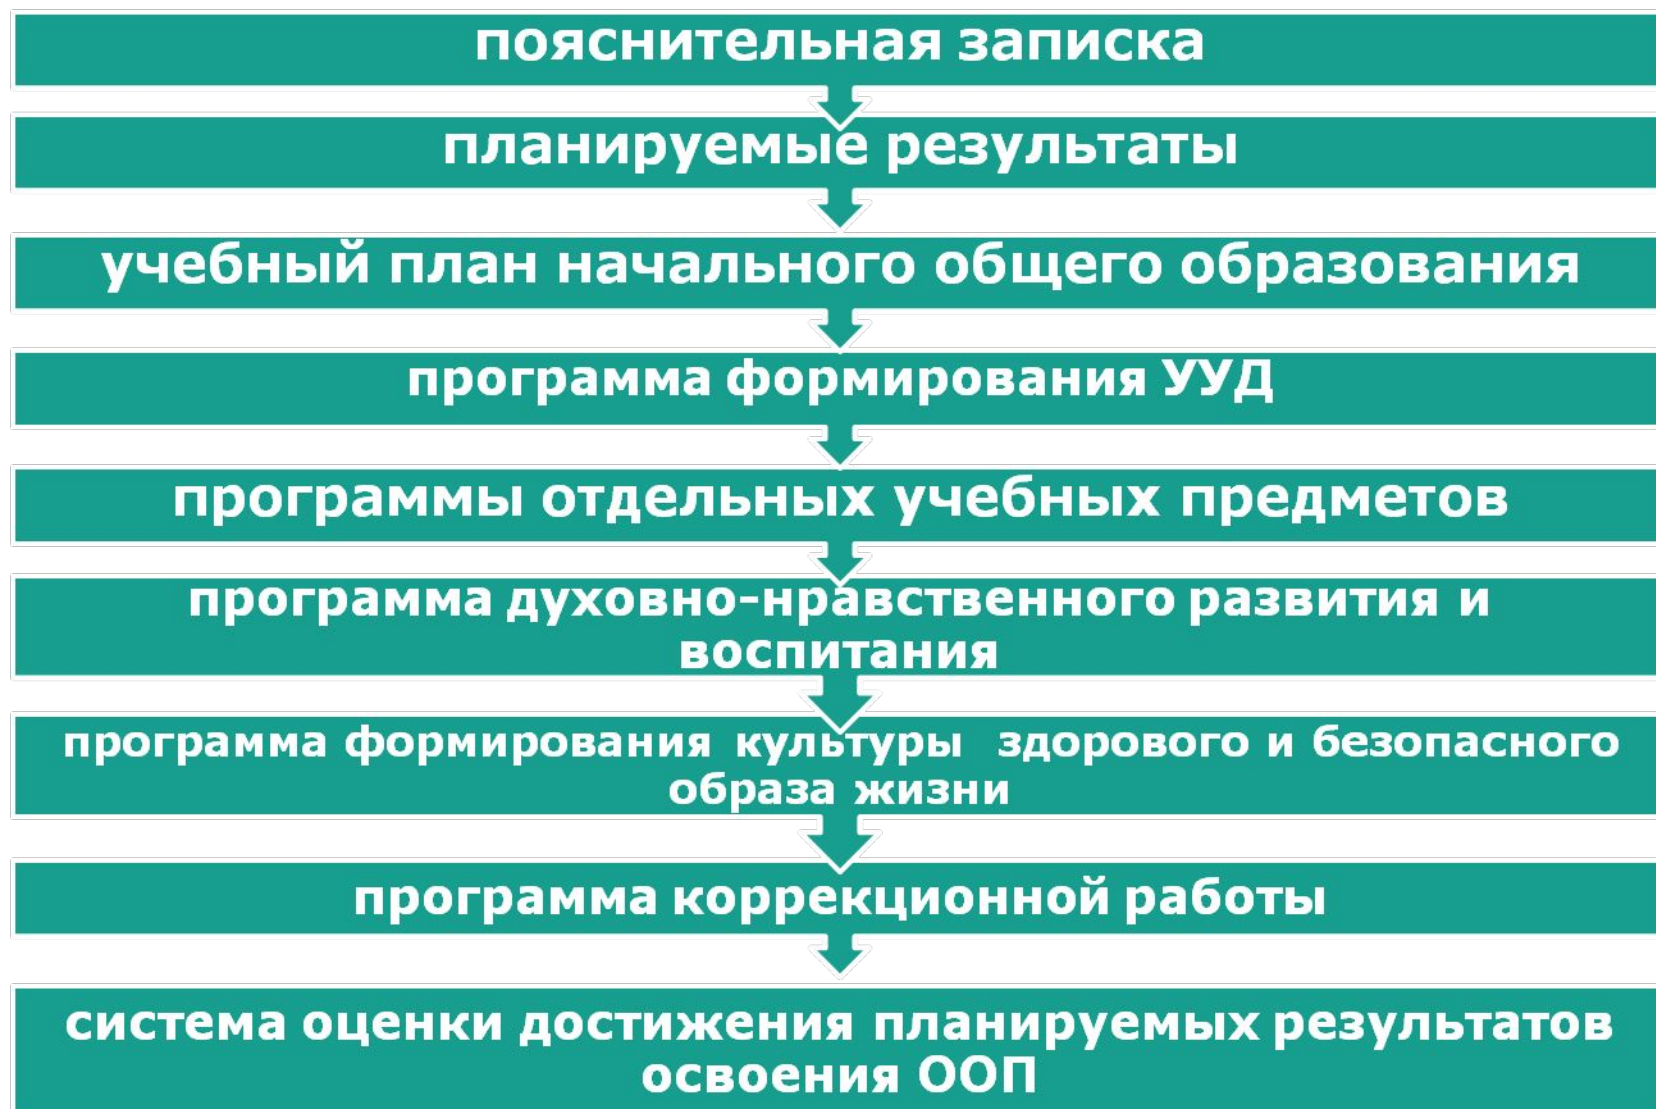 пояснительная записка
планируемые результаты
учебный план начального общего образования
программа формирования УУД
программы отдельных учебных предметов
программа духовно-нравственного развития и
воспитания
программа формирования культуры здорового и безопасного
образа жизни
программа коррекционной работы
система оценки достижения планируемых результатов
освоения ООП